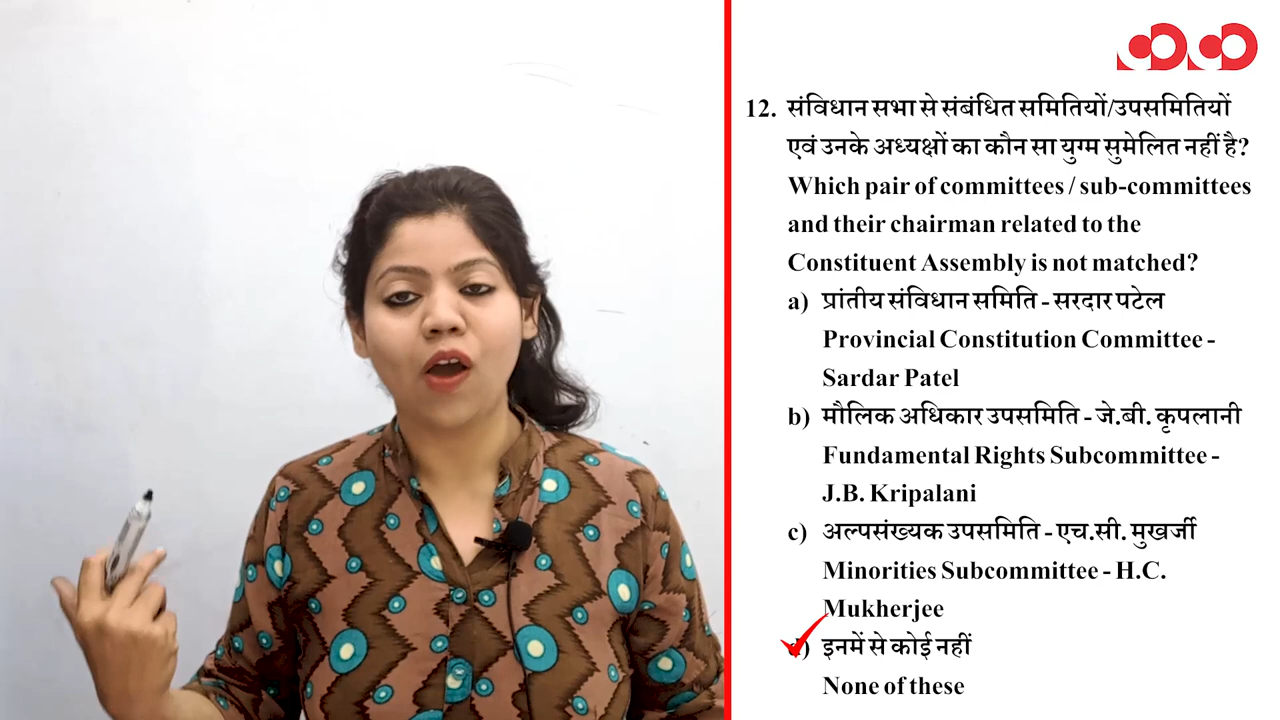 12. संविधान सभा से संबंधित समितियों/उपसमितियों
एवं उनके अध्यक्षों का कौन सा युग्म सुमेलित नहीं है?
Which pair of committees / sub-committees
and their chairman related to the
Constituent Assembly is not matched?
a) प्रांतीय संविधान समिति - सरदार पटेल
Provincial Constitution Committee -
Sardar Patel
b) मौलिक अधिकार उपसमिति - जे.बी. कृपलानी
Fundamental Rights Subcommittee -
J.B. Kripalani
c) अल्पसंख्यक उपसमिति - एच.सी. मुखर्जी
Minorities Subcommittee - H.C.
Mukherjee
d) इनमें से कोई नहीं
None of these